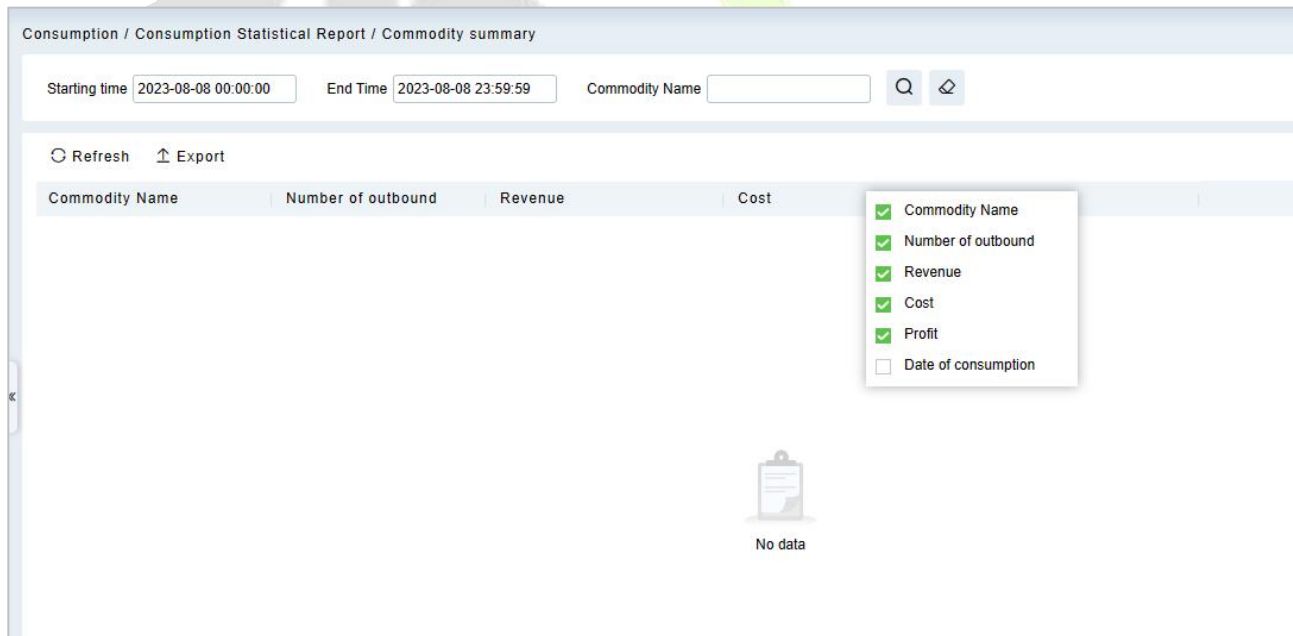 Consumption / Consumption Statistical Report / Commodity summary
Starting time 2023-08-08 00:00:00 End Time 2023-08-08 23:59:59 Commodity Name
Refresh Export
Commodity Name Number of outbound Revenue Cost
Commodity Name
Number of outbound
Revenue
Cost
Profit
Date of consumption
No data